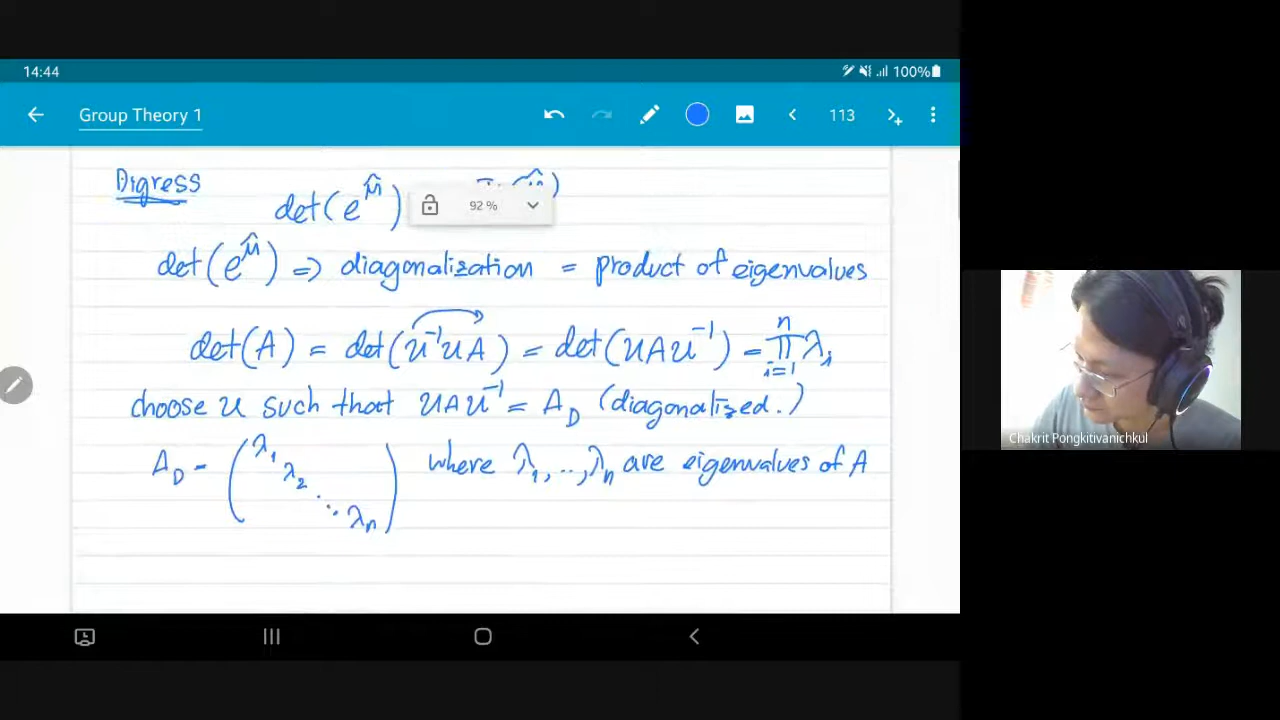 14:44 100%
Group Theory 1 113
Digress
det(e^M̂)
92 %
det(e^M̂) => diagonalization = product of eigenvalues
det(A) = det(U⁻¹UA) = det(UAU⁻¹) = ∏ᵢ₌₁ⁿ λᵢ
choose U such that UAU⁻¹ = A_D (diagonalized.)
A_D = (λ₁ λ₂ ⋱ λₙ) where λ₁, .., λₙ are eigenvalues of A
Chakrit Pongkitivanichkul